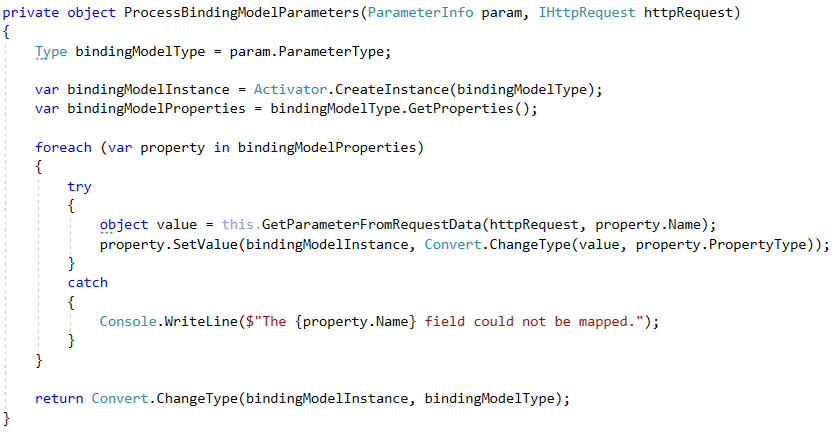 private object ProcessBindingModelParameters(ParameterInfo param, IHttpRequest httpRequest)
{
    Type bindingModelType = param.ParameterType;

    var bindingModelInstance = Activator.CreateInstance(bindingModelType);
    var bindingModelProperties = bindingModelType.GetProperties();

    foreach (var property in bindingModelProperties)
    {
        try
        {
            object value = this.GetParameterFromRequestData(httpRequest, property.Name);
            property.SetValue(bindingModelInstance, Convert.ChangeType(value, property.PropertyType));
        }
        catch
        {
            Console.WriteLine($"The {property.Name} field could not be mapped.");
        }
    }

    return Convert.ChangeType(bindingModelInstance, bindingModelType);
}